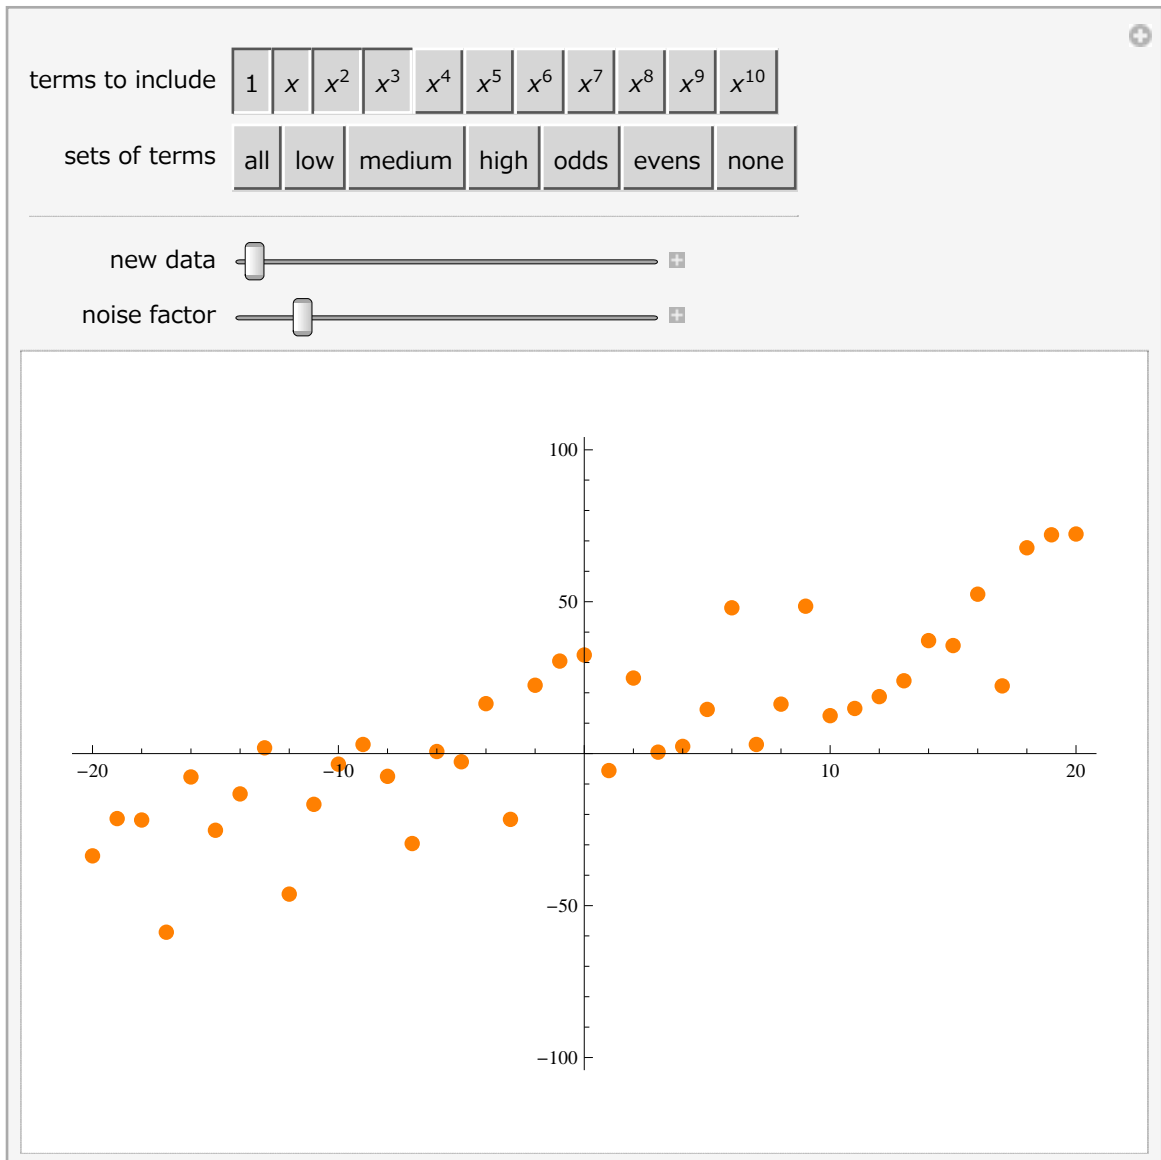 terms to include 1 x x² x³ x⁴ x⁵ x⁶ x⁷ x⁸ x⁹ x¹⁰
sets of terms all low medium high odds evens none
new data
noise factor
100
50
−20 −10 10 20
−50
−100